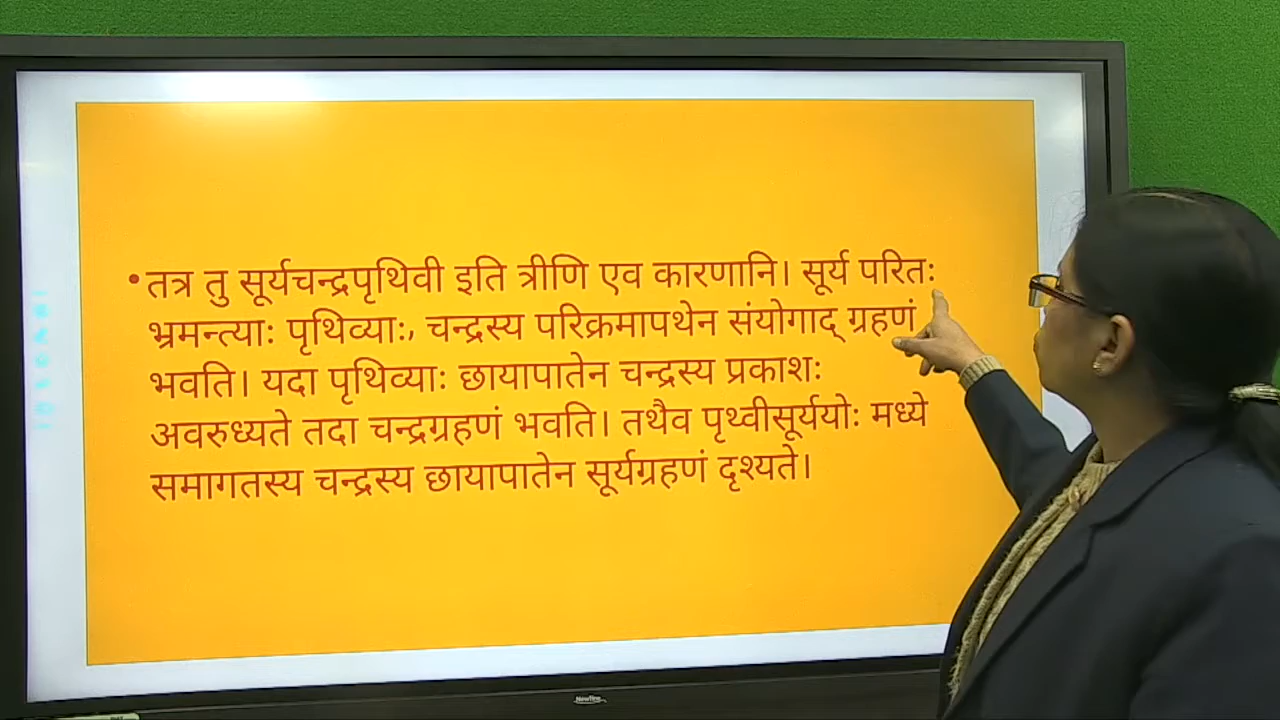 • तत्र तु सूर्यचन्द्रपृथिवी इति त्रीणि एव कारणानि। सूर्य परितः
भ्रमन्त्याः पृथिव्याः, चन्द्रस्य परिक्रमापथेन संयोगाद् ग्रहणं
भवति। यदा पृथिव्याः छायापातेन चन्द्रस्य प्रकाशः
अवरुध्यते तदा चन्द्रग्रहणं भवति। तथैव पृथ्वीसूर्ययोः मध्ये
समागतस्य चन्द्रस्य छायापातेन सूर्यग्रहणं दृश्यते।